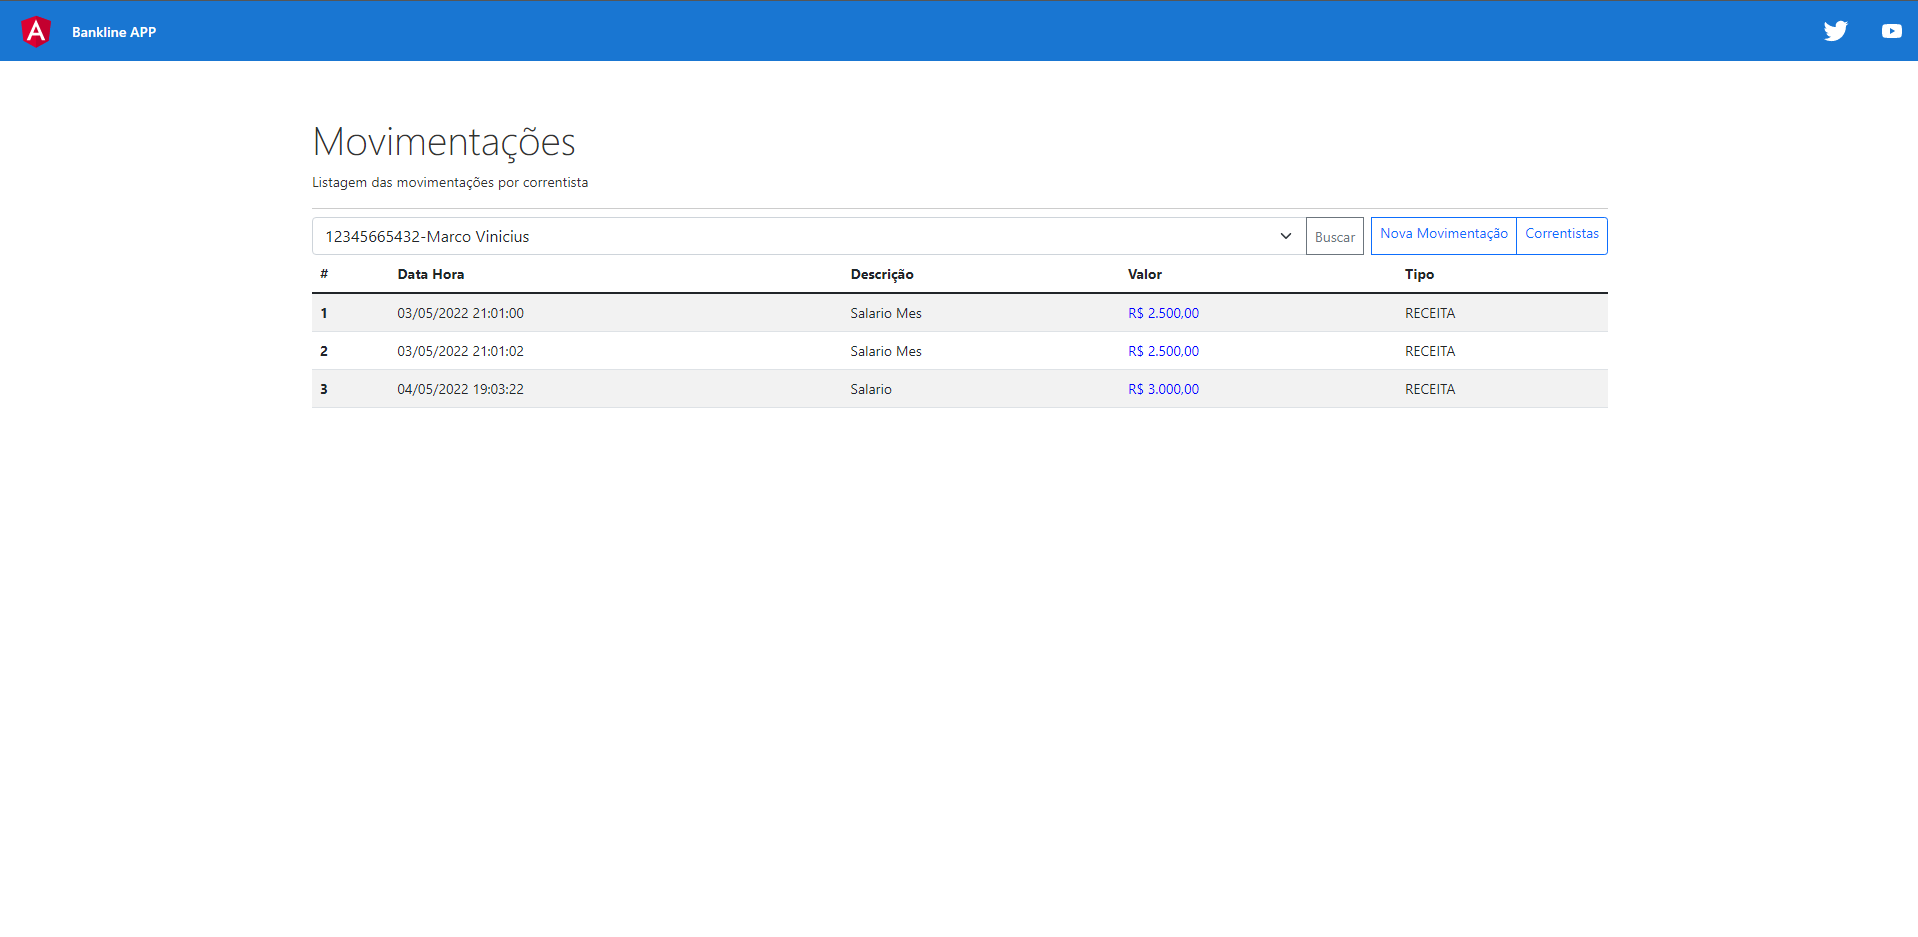 A Bankline APP
Movimentações
Listagem das movimentações por correntista
12345665432-Marco Vinicius Buscar Nova Movimentação Correntistas
# Data Hora Descrição Valor Tipo
1 03/05/2022 21:01:00 Salario Mes R$ 2.500,00 RECEITA
2 03/05/2022 21:01:02 Salario Mes R$ 2.500,00 RECEITA
3 04/05/2022 19:03:22 Salario R$ 3.000,00 RECEITA